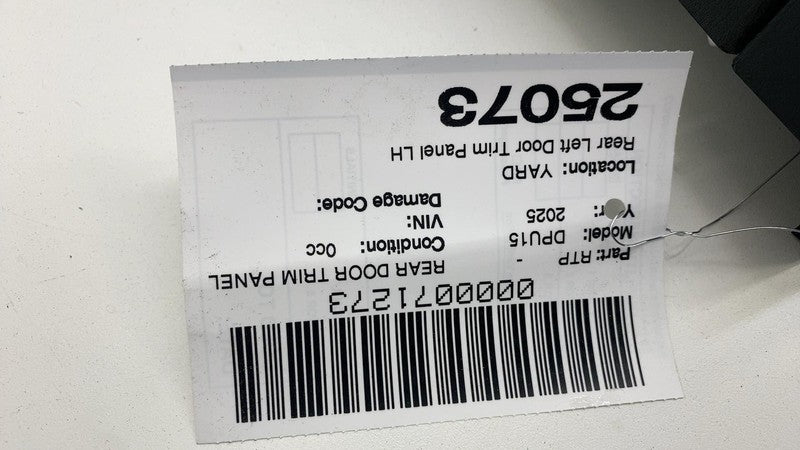 0000071273
Part: RTP - REAR DOOR TRIM PANEL
Model: DPU15 Condition: 0cc
Year: 2025 VIN:
Damage Code:
Location: YARD
Rear Left Door Trim Panel LH
25073